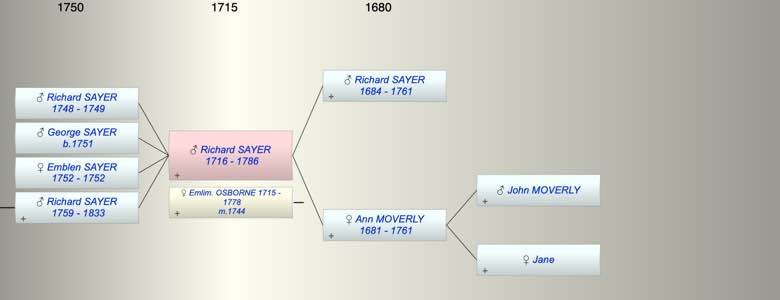 1750 1715 1680
♂ Richard SAYER
1748 - 1749
♂ George SAYER
b.1751
♀ Emblen SAYER
1752 - 1752
♂ Richard SAYER
1759 - 1833
+
♂ Richard SAYER
1716 - 1786
+
♀ Emlim. OSBORNE 1715 -
1778
m.1744
+
♂ Richard SAYER
1684 - 1761
+
♀ Ann MOVERLY
1681 - 1761
+
♂ John MOVERLY
+
♀ Jane
+